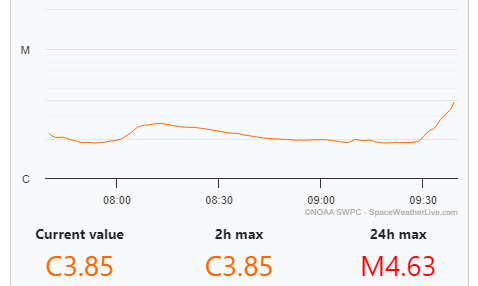 M
C
08:00 08:30 09:00 09:30
©NOAA SWPC - SpaceWeatherLive.com
Current value 2h max 24h max
C3.85 C3.85 M4.63